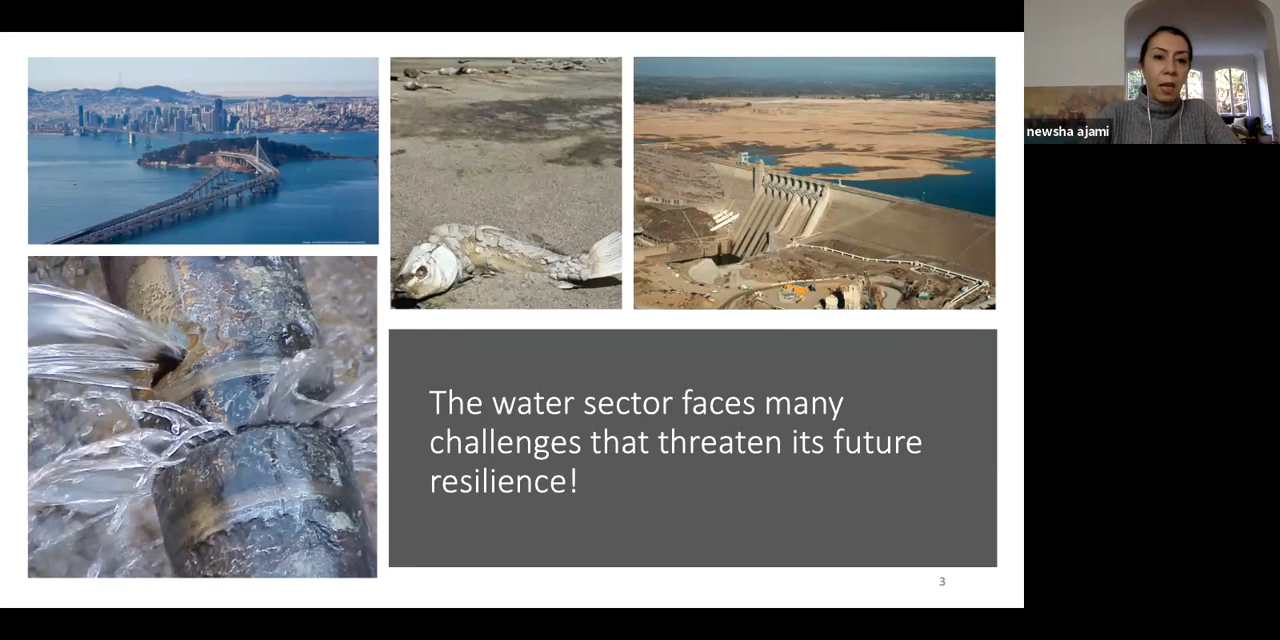 newsha ajami
The water sector faces many
challenges that threaten its future
resilience!
3